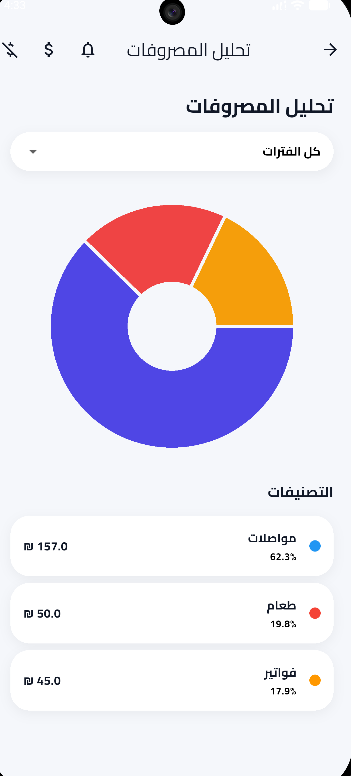 تحليل المصروفات
تحليل المصروفات
كل الفترات
التصنيفات
مواصلات
62.3%
₪ 157.0
طعام
19.8%
₪ 50.0
فواتير
17.9%
₪ 45.0